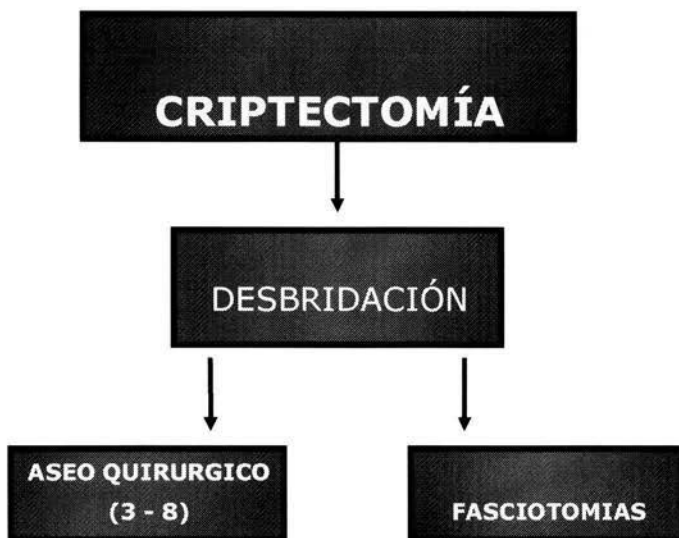 CRIPTECTOMÍA
DESBRIDACIÓN
ASEO QUIRURGICO
(3 - 8)
FASCIOTOMIAS